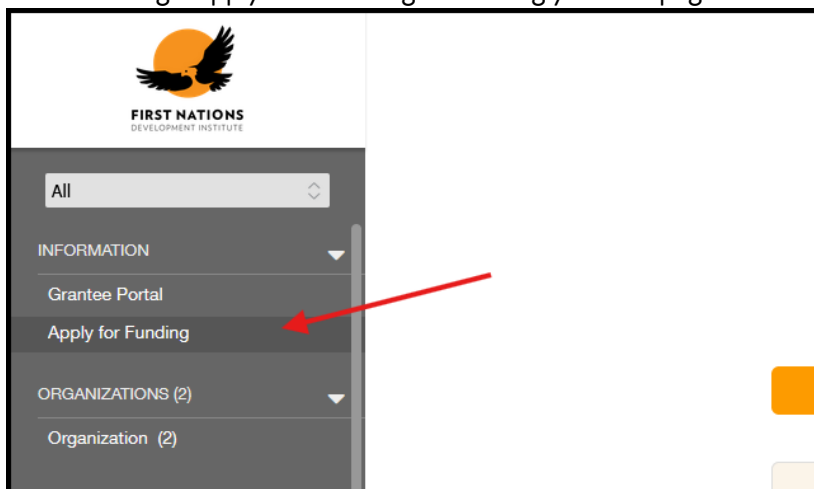 FIRST NATIONS
DEVELOPMENT INSTITUTE
All
INFORMATION
Grantee Portal
Apply for Funding
ORGANIZATIONS (2)
Organization (2)